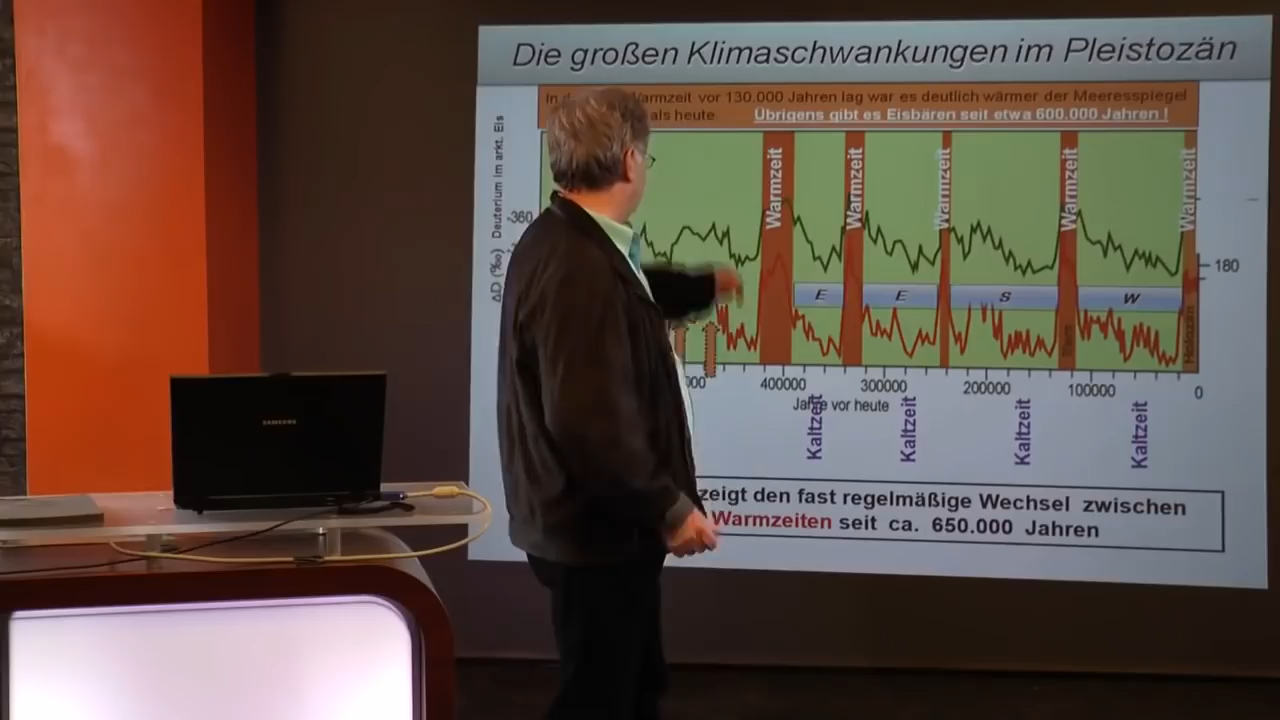 Die großen Klimaschwankungen im Pleistozän
Warmzeit vor 130.000 Jahren lag war es deutlich wärmer der Meeresspiegel
als heute Übrigens gibt es Eisbären seit etwa 600.000 Jahren !
ΔD (‰) Deuterium im arkt. Eis
-360
Warmzeit
Warmzeit
Warmzeit
Warmzeit
Warmzeit
180
E
E
S
W
Holozän
400000
300000
200000
100000
0
Jahre vor heute
Kaltzeit
Kaltzeit
Kaltzeit
Kaltzeit
zeigt den fast regelmäßige Wechsel zwischen
Warmzeiten seit ca. 650.000 Jahren
SAMSUNG